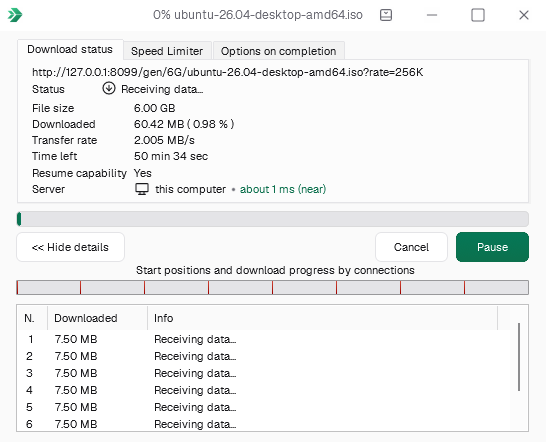 0% ubuntu-26.04-desktop-amd64.iso
Download status Speed Limiter Options on completion
http://127.0.0.1:8099/gen/6G/ubuntu-26.04-desktop-amd64.iso?rate=256K
Status Receiving data...
File size 6.00 GB
Downloaded 60.42 MB ( 0.98 % )
Transfer rate 2.005 MB/s
Time left 50 min 34 sec
Resume capability Yes
Server this computer • about 1 ms (near)
<< Hide details Cancel Pause
Start positions and download progress by connections
N. Downloaded Info
1 7.50 MB Receiving data...
2 7.50 MB Receiving data...
3 7.50 MB Receiving data...
4 7.50 MB Receiving data...
5 7.50 MB Receiving data...
6 7.50 MB Receiving data...